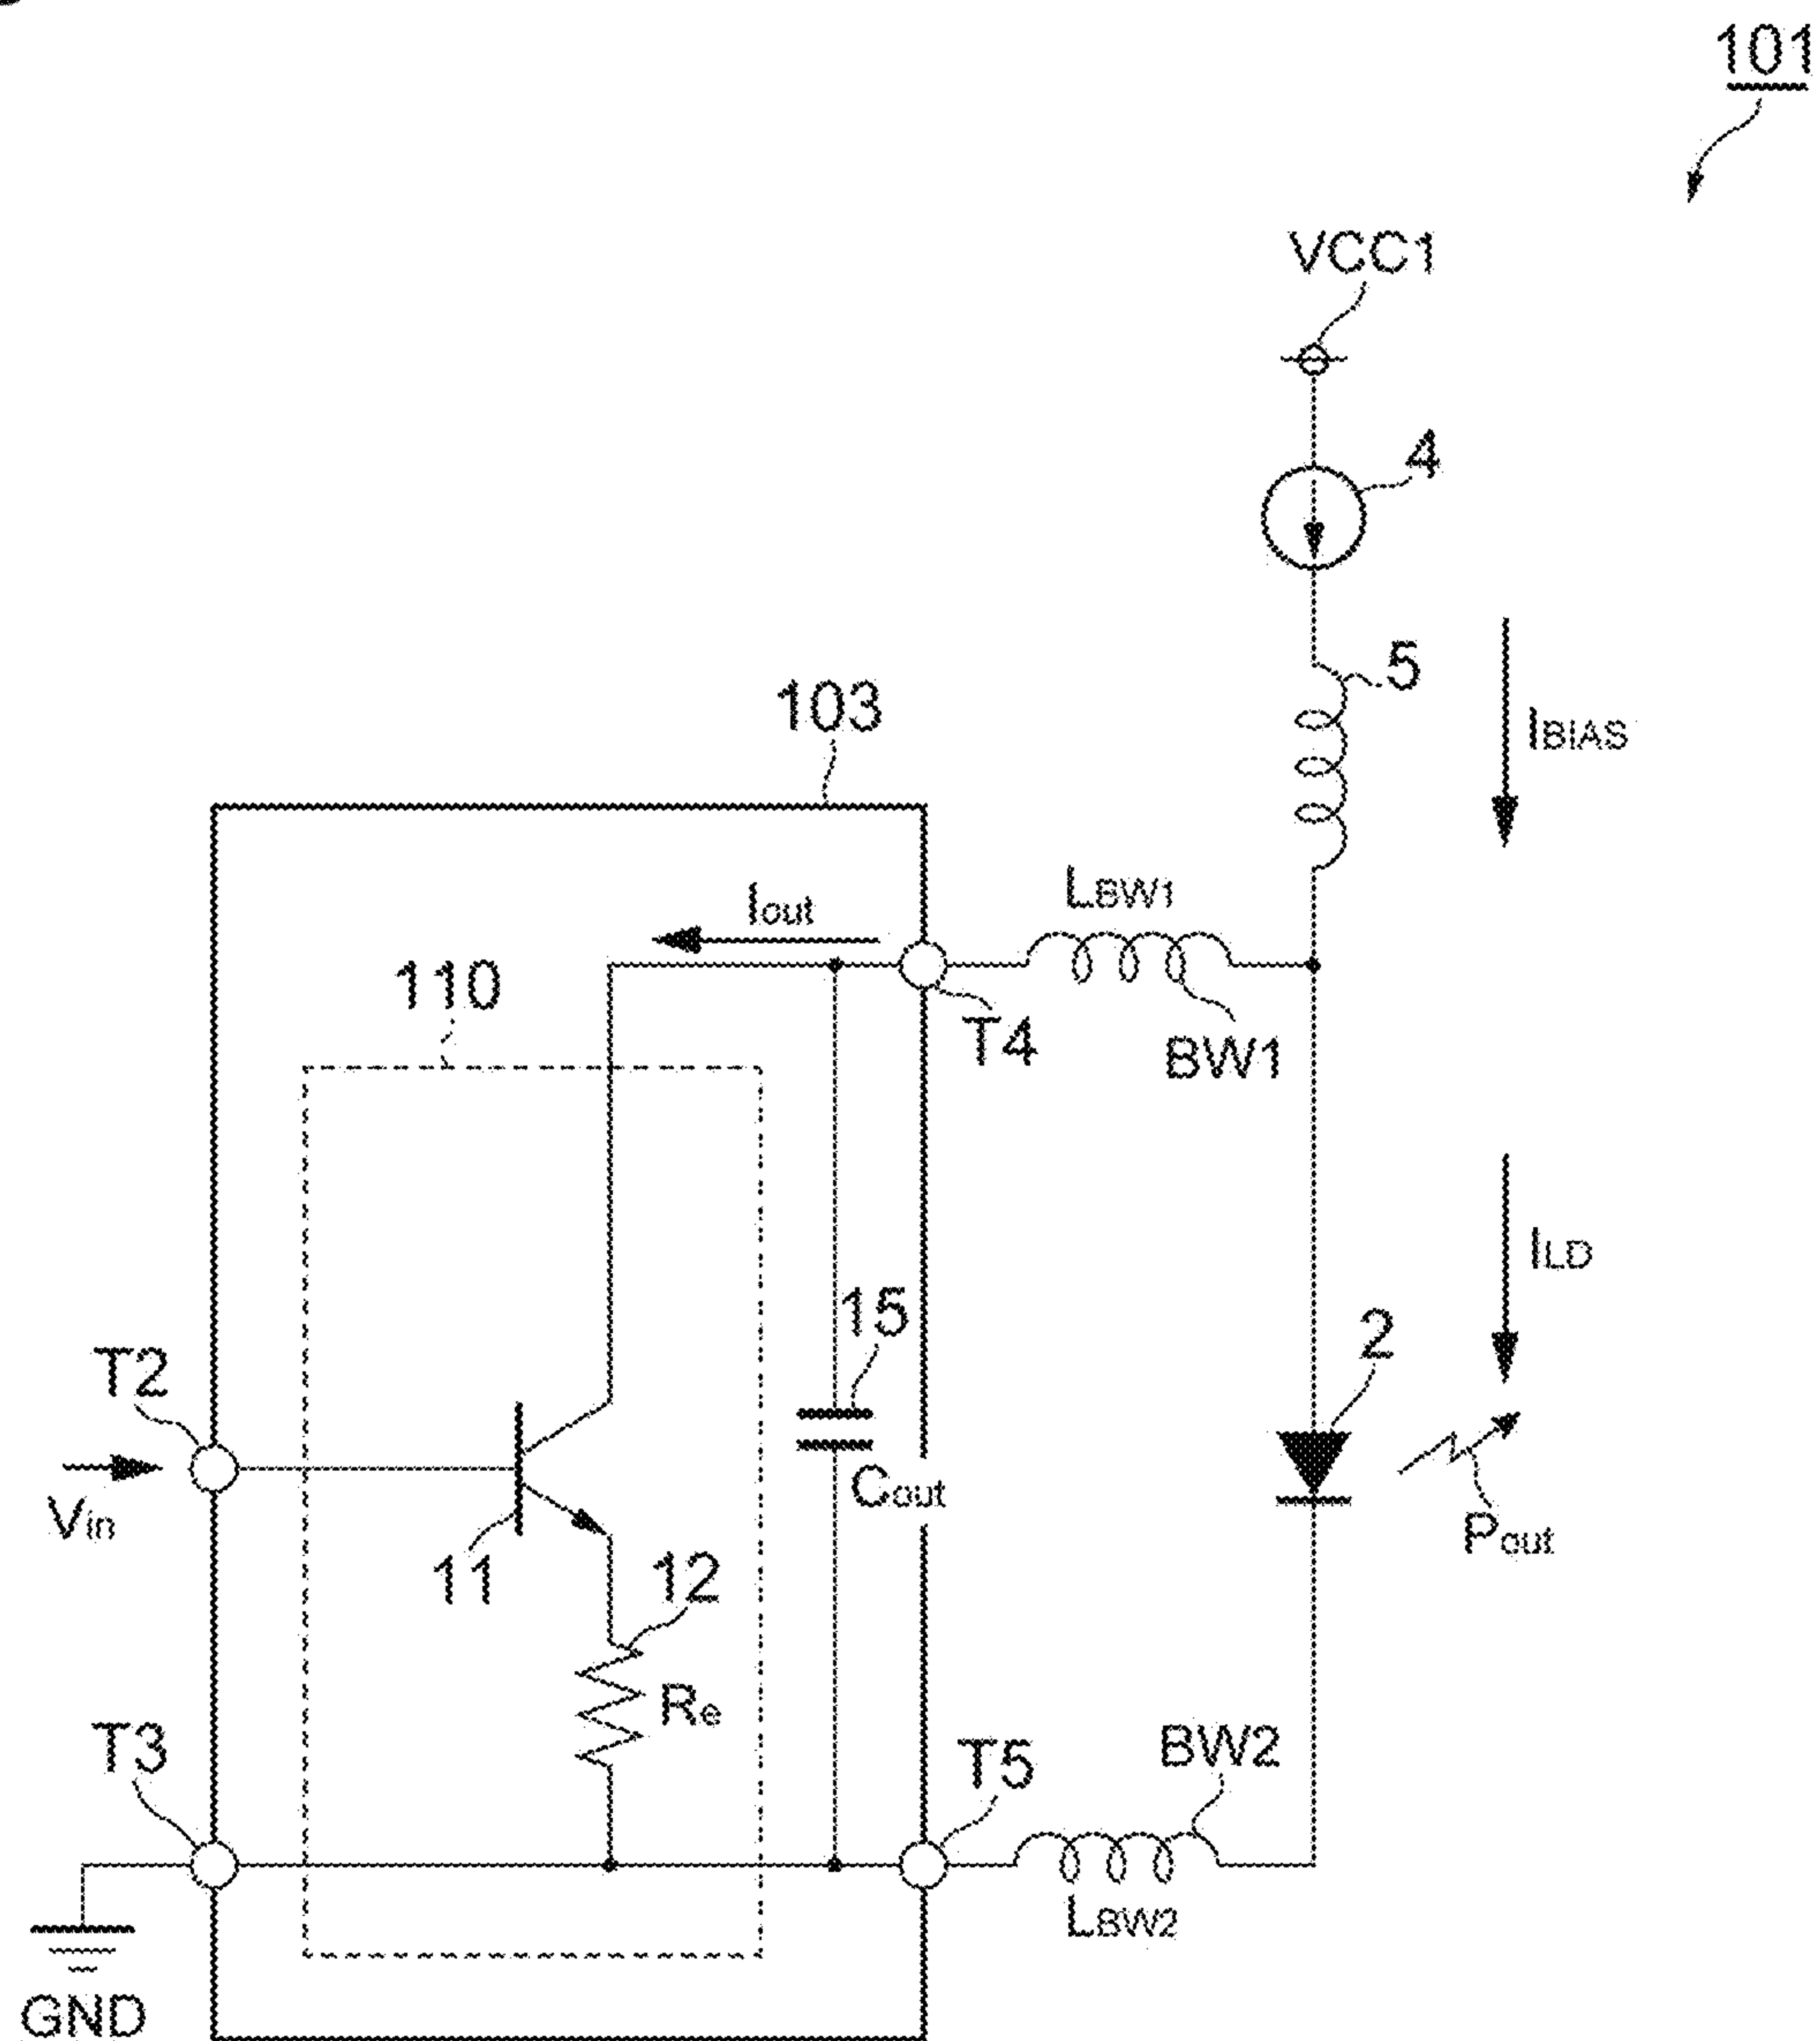 101
VCC1
4
5
IBIAS
103
LBW1
Iout
110
T4
BW1
ILD
15
2
T2
Cout
Vin
Pout
11
12
Re
T3
T5
BW2
LBW2
GND